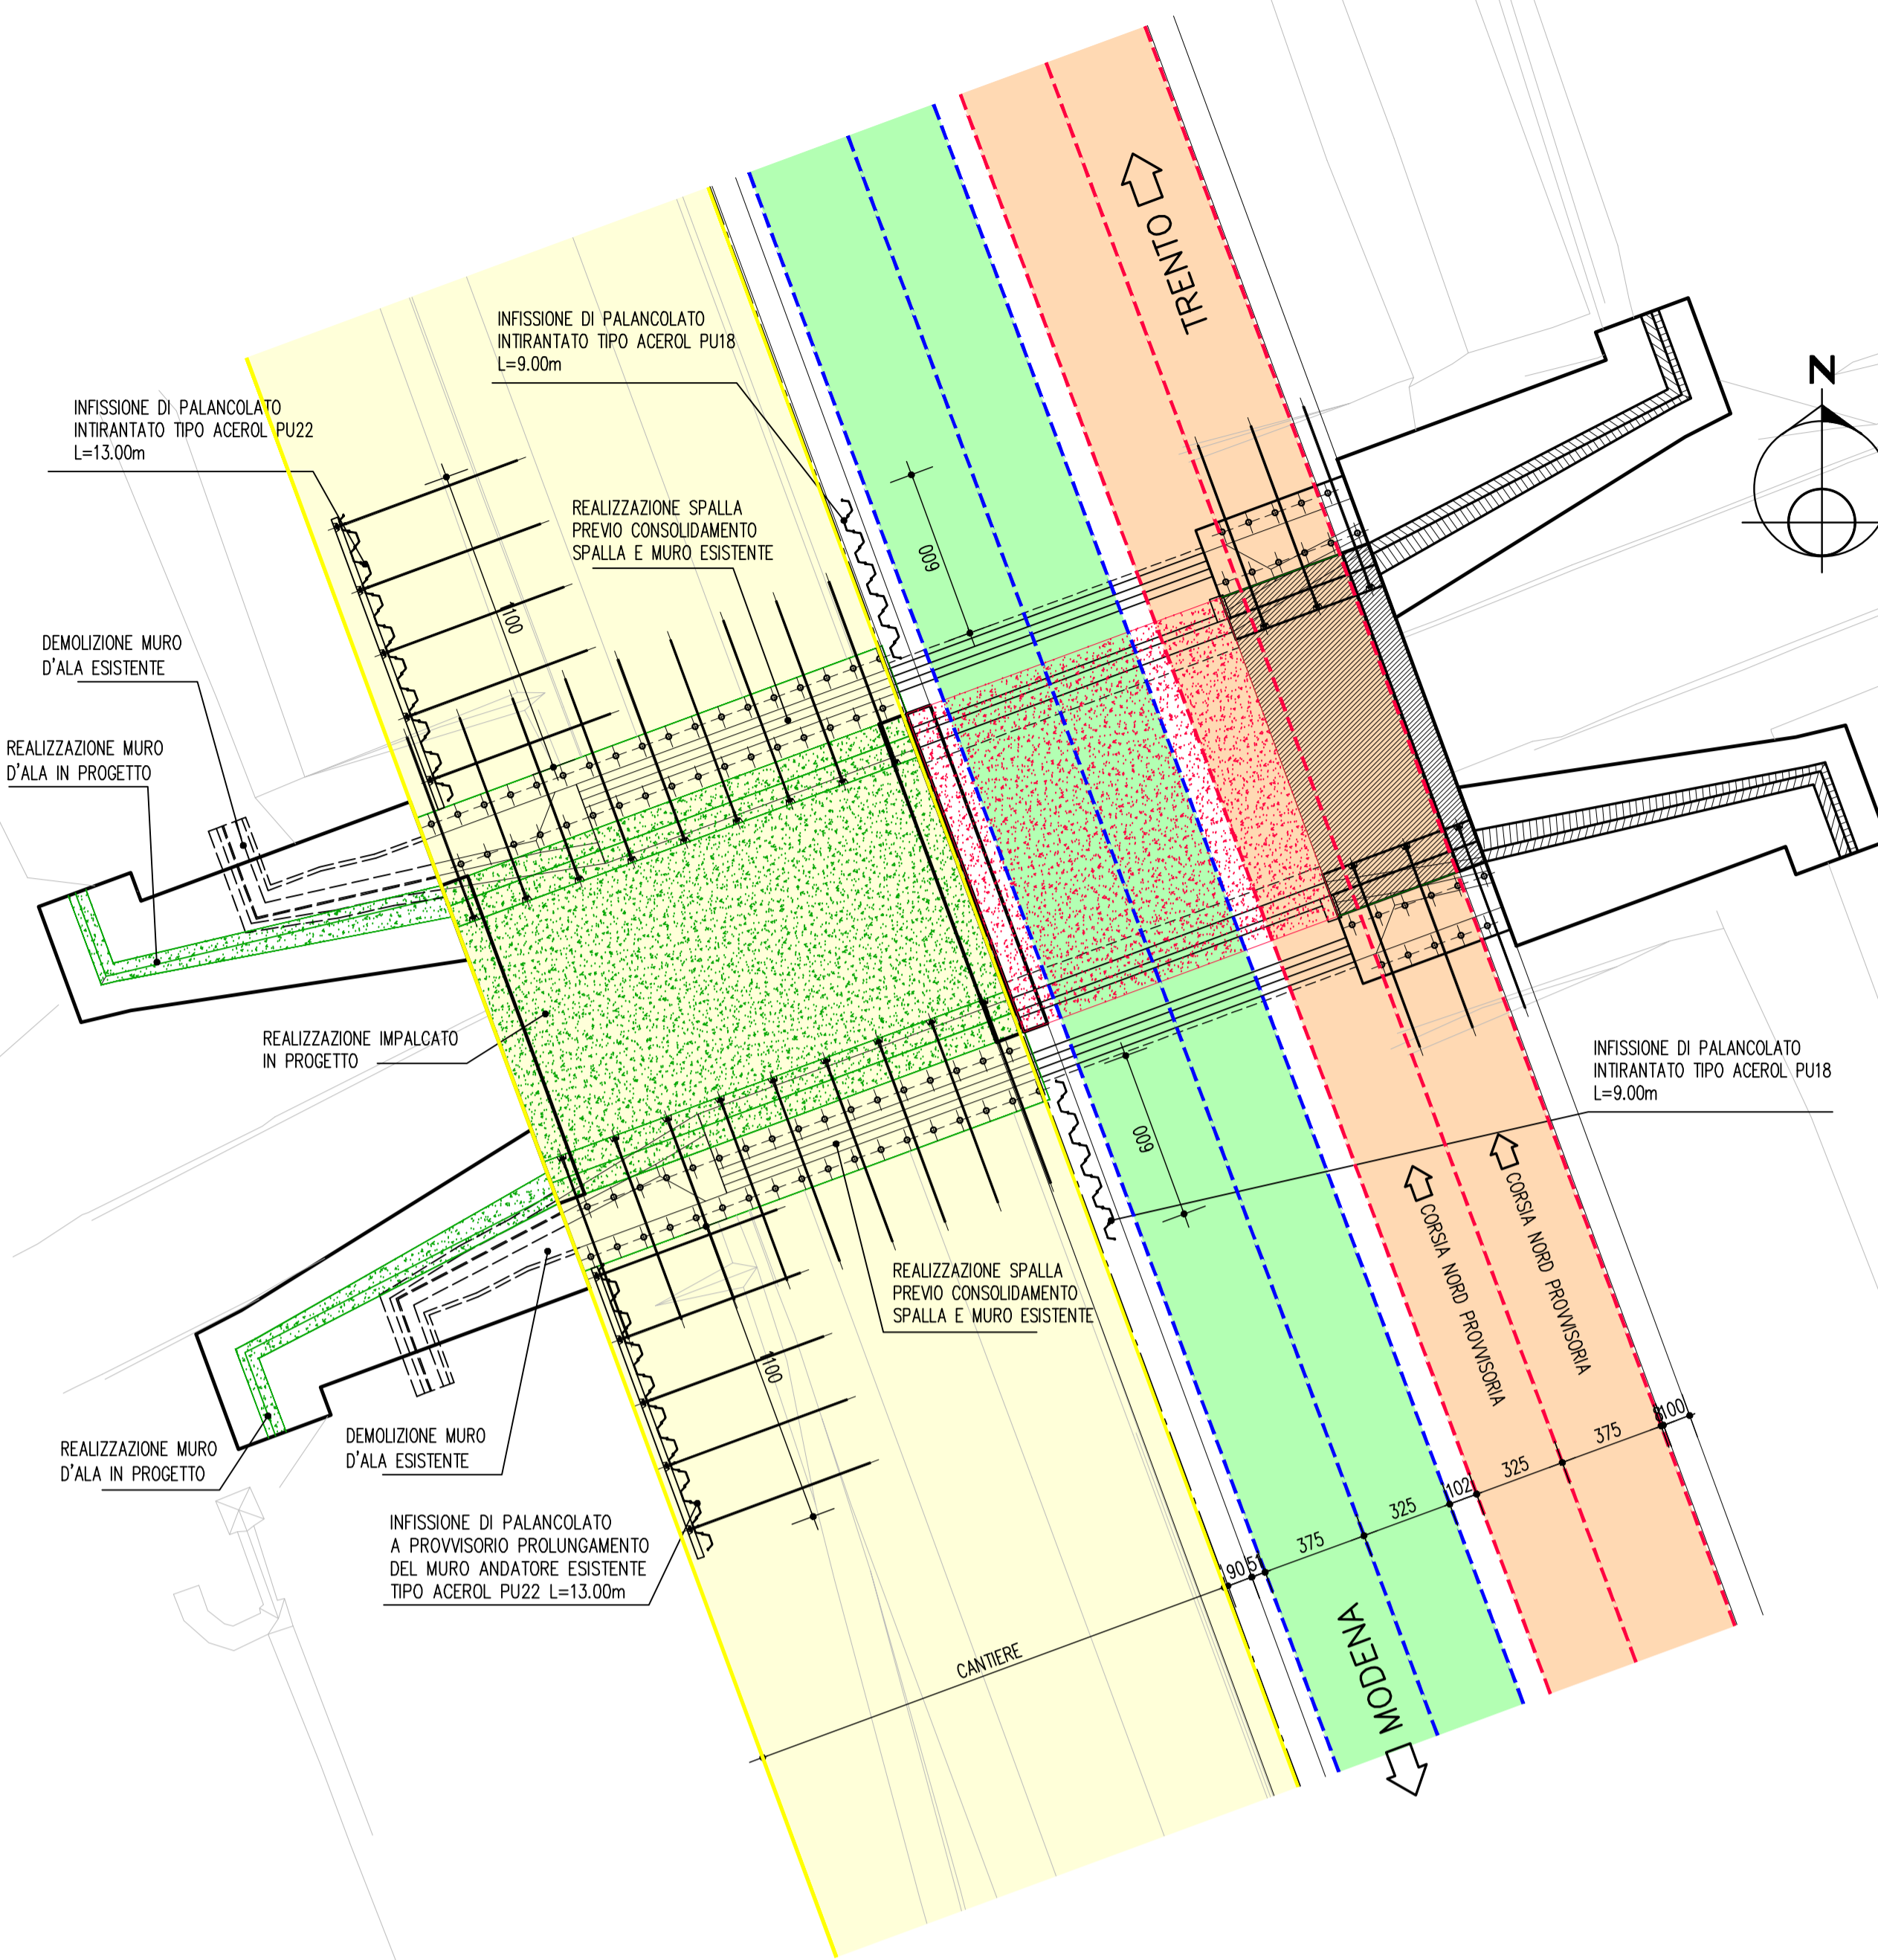 TRENTO
INFISSIONE DI PALANCOLATO
INTIRANTATO TIPO ACEROL PU18
L=9.00m
N
INFISSIONE DI PALANCOLATO
INTIRANTATO TIPO ACEROL PU22
L=13.00m
REALIZZAZIONE SPALLA
PREVIO CONSOLIDAMENTO
SPALLA E MURO ESISTENTE
600
1100
DEMOLIZIONE MURO
D'ALA ESISTENTE
REALIZZAZIONE MURO
D'ALA IN PROGETTO
REALIZZAZIONE IMPALCATO
IN PROGETTO
INFISSIONE DI PALANCOLATO
INTIRANTATO TIPO ACEROL PU18
L=9.00m
600
CORSIA NORD PROVVISORIA
CORSIA NORD PROVVISORIA
REALIZZAZIONE SPALLA
PREVIO CONSOLIDAMENTO
SPALLA E MURO ESISTENTE
1100
REALIZZAZIONE MURO
D'ALA IN PROGETTO
DEMOLIZIONE MURO
D'ALA ESISTENTE
INFISSIONE DI PALANCOLATO
A PROVVISORIO PROLUNGAMENTO
DEL MURO ANDATORE ESISTENTE
TIPO ACEROL PU22 L=13.00m
CANTIERE
90
51
375
325
102
325
375
100
MODENA